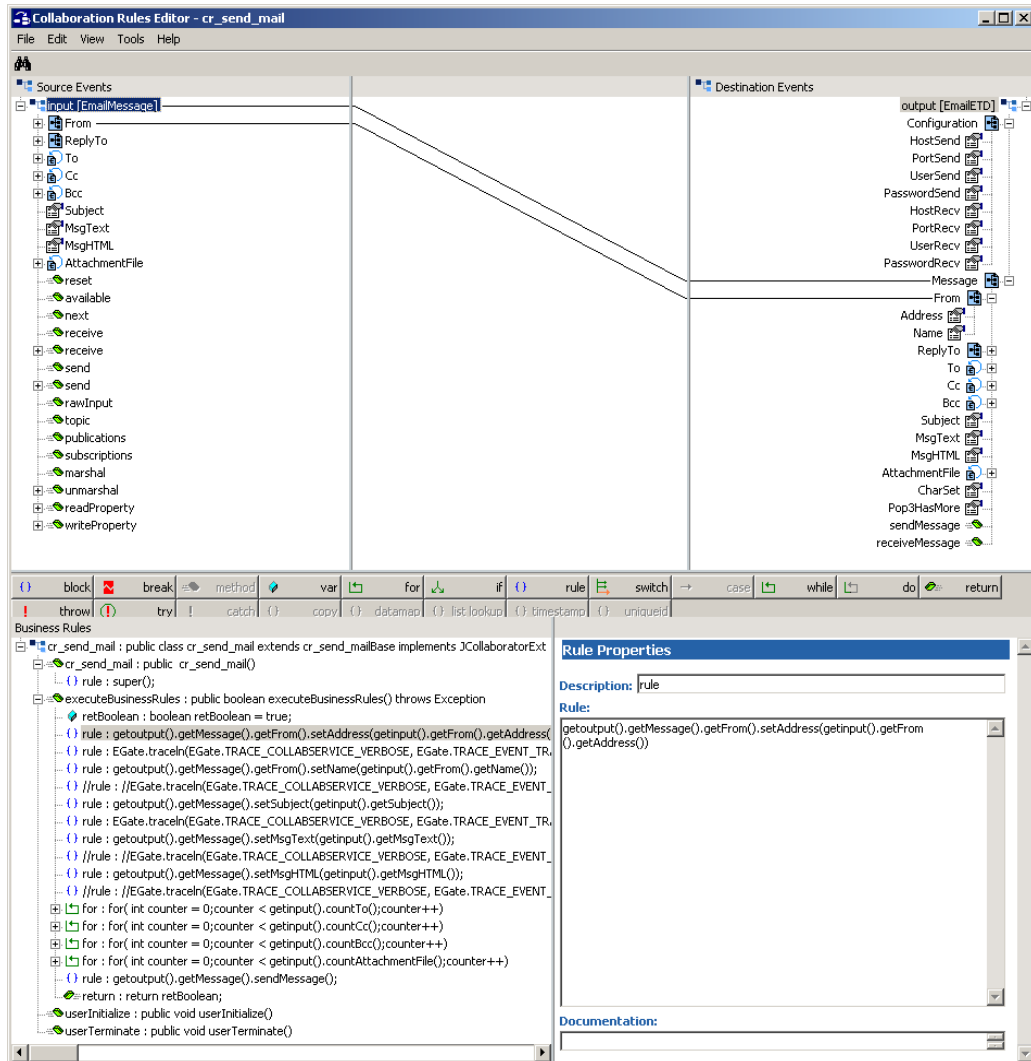 Collaboration Rules Editor - cr_send_mail
File Edit View Tools Help
Source Events
Destination Events
input [EmailMessage]
From
ReplyTo
To
Cc
Bcc
Subject
MsgText
MsgHTML
AttachmentFile
reset
available
next
receive
receive
send
send
rawInput
topic
publications
subscriptions
marshal
unmarshal
readProperty
writeProperty
output [EmailETD]
Configuration
HostSend
PortSend
UserSend
PasswordSend
HostRecv
PortRecv
UserRecv
PasswordRecv
Message
From
Address
Name
ReplyTo
To
Cc
Bcc
Subject
MsgText
MsgHTML
AttachmentFile
CharSet
Pop3HasMore
sendMessage
receiveMessage
{} block break method var for if {} rule switch case while do return
throw try catch {} copy {} datamap {} list lookup {} timestamp {} uniqueid
Business Rules
cr_send_mail : public class cr_send_mail extends cr_send_mailBase implements JCollaboratorExt
cr_send_mail : public cr_send_mail()
{} rule : super();
executeBusinessRules : public boolean executeBusinessRules() throws Exception
retBoolean : boolean retBoolean = true;
{} rule : getoutput().getMessage().getFrom().setAddress(getinput().getFrom().getAddress(
{} rule : EGate.traceln(EGate.TRACE_COLLABSERVICE_VERBOSE, EGate.TRACE_EVENT_TR
{} rule : getoutput().getMessage().getFrom().setName(getinput().getFrom().getName());
{} //rule : //EGate.traceln(EGate.TRACE_COLLABSERVICE_VERBOSE, EGate.TRACE_EVENT_
{} rule : getoutput().getMessage().setSubject(getinput().getSubject());
{} rule : EGate.traceln(EGate.TRACE_COLLABSERVICE_VERBOSE, EGate.TRACE_EVENT_TR
{} rule : getoutput().getMessage().setMsgText(getinput().getMsgText());
{} //rule : //EGate.traceln(EGate.TRACE_COLLABSERVICE_VERBOSE, EGate.TRACE_EVENT_
{} rule : getoutput().getMessage().setMsgHTML(getinput().getMsgHTML());
{} //rule : //EGate.traceln(EGate.TRACE_COLLABSERVICE_VERBOSE, EGate.TRACE_EVENT_
for : for( int counter = 0;counter < getinput().countTo();counter++)
for : for( int counter = 0;counter < getinput().countCc();counter++)
for : for( int counter = 0;counter < getinput().countBcc();counter++)
for : for( int counter = 0;counter < getinput().countAttachmentFile();counter++)
{} rule : getoutput().getMessage().sendMessage();
return : return retBoolean;
userInitialize : public void userInitialize()
userTerminate : public void userTerminate()
Rule Properties
Description: rule
Rule:
getoutput().getMessage().getFrom().setAddress(getinput().getFrom
().getAddress())
Documentation: